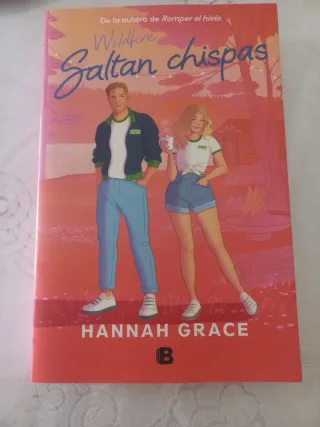 De la autora de Romper el hielo
Wildfire
Saltan chispas
HANNAH GRACE
B